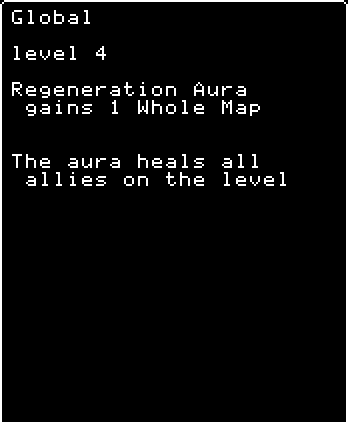 Global
level 4
Regeneration Aura
gains 1 Whole Map
The aura heals all
allies on the level